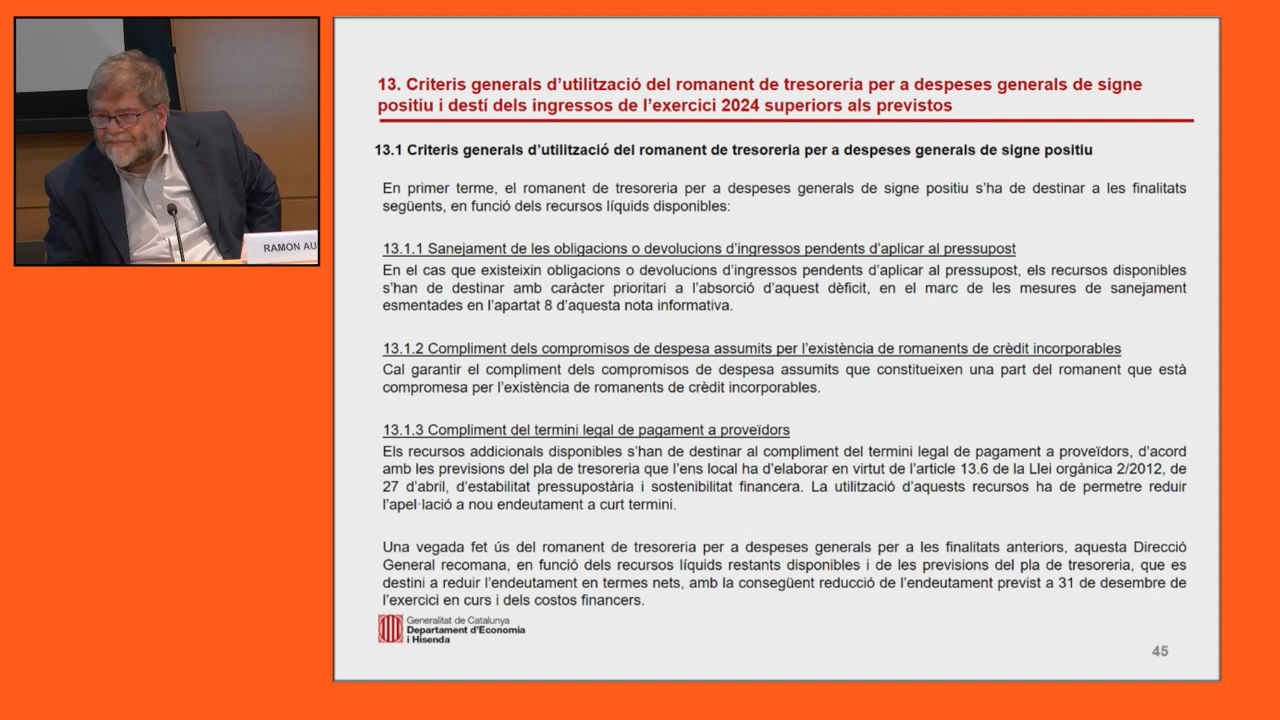 RAMON AU
13. Criteris generals d’utilització del romanent de tresoreria per a despeses generals de signe
positiu i destí dels ingressos de l’exercici 2024 superiors als previstos
13.1 Criteris generals d’utilització del romanent de tresoreria per a despeses generals de signe positiu
En primer terme, el romanent de tresoreria per a despeses generals de signe positiu s’ha de destinar a les finalitats
següents, en funció dels recursos líquids disponibles:
13.1.1 Sanejament de les obligacions o devolucions d’ingressos pendents d’aplicar al pressupost
En el cas que existeixin obligacions o devolucions d’ingressos pendents d’aplicar al pressupost, els recursos disponibles
s’han de destinar amb caràcter prioritari a l’absorció d’aquest dèficit, en el marc de les mesures de sanejament
esmentades en l’apartat 8 d’aquesta nota informativa.
13.1.2 Compliment dels compromisos de despesa assumits per l’existència de romanents de crèdit incorporables
Cal garantir el compliment dels compromisos de despesa assumits que constitueixen una part del romanent que està
compromesa per l’existència de romanents de crèdit incorporables.
13.1.3 Compliment del termini legal de pagament a proveïdors
Els recursos addicionals disponibles s’han de destinar al compliment del termini legal de pagament a proveïdors, d’acord
amb les previsions del pla de tresoreria que l’ens local ha d’elaborar en virtut de l’article 13.6 de la Llei orgànica 2/2012, de
27 d’abril, d’estabilitat pressupostària i sostenibilitat financera. La utilització d’aquests recursos ha de permetre reduir
l’apel·lació a nou endeutament a curt termini.
Una vegada fet ús del romanent de tresoreria per a despeses generals per a les finalitats anteriors, aquesta Direcció
General recomana, en funció dels recursos líquids restants disponibles i de les previsions del pla de tresoreria, que es
destini a reduir l’endeutament en termes nets, amb la consegüent reducció de l’endeutament previst a 31 de desembre de
l’exercici en curs i dels costos financers.
Generalitat de Catalunya
Departament d’Economia
i Hisenda
45